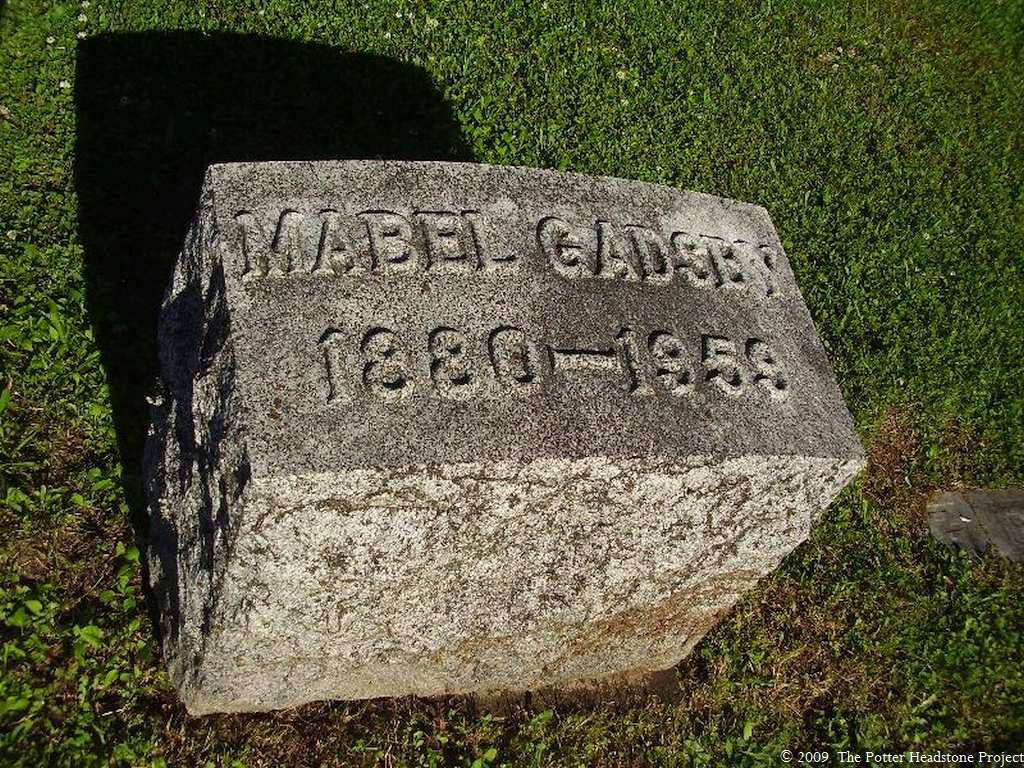 MABEL GADSBY
1880-1959
© 2009 The Potter Headstone Project